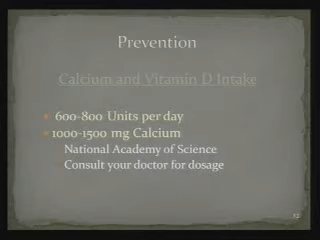 Prevention
Calcium and Vitamin D Intake
600-800 Units per day
1000-1500 mg Calcium
National Academy of Science
Consult your doctor for dosage